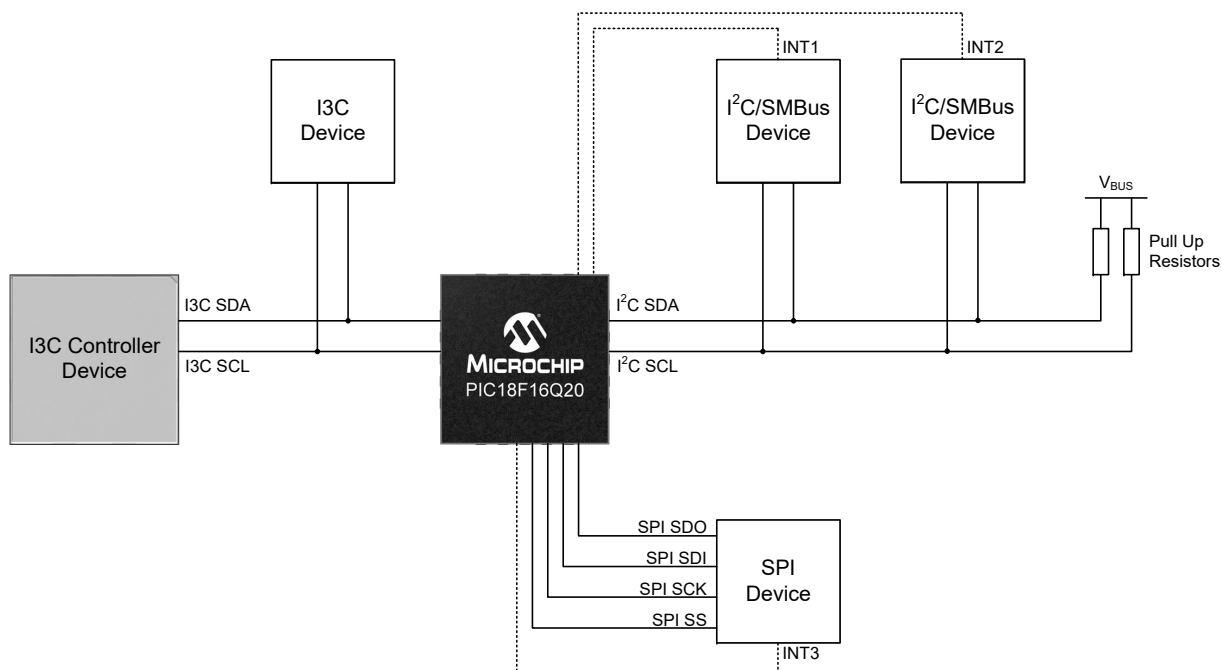 INT1
INT2
I3C
Device
I²C/SMBus
Device
I²C/SMBus
Device
V_BUS
Pull Up
Resistors
I3C SDA
I²C SDA
I3C Controller
Device
I3C SCL
MICROCHIP
PIC18F16Q20
I²C SCL
SPI SDO
SPI SDI
SPI SCK
SPI SS
SPI
Device
INT3